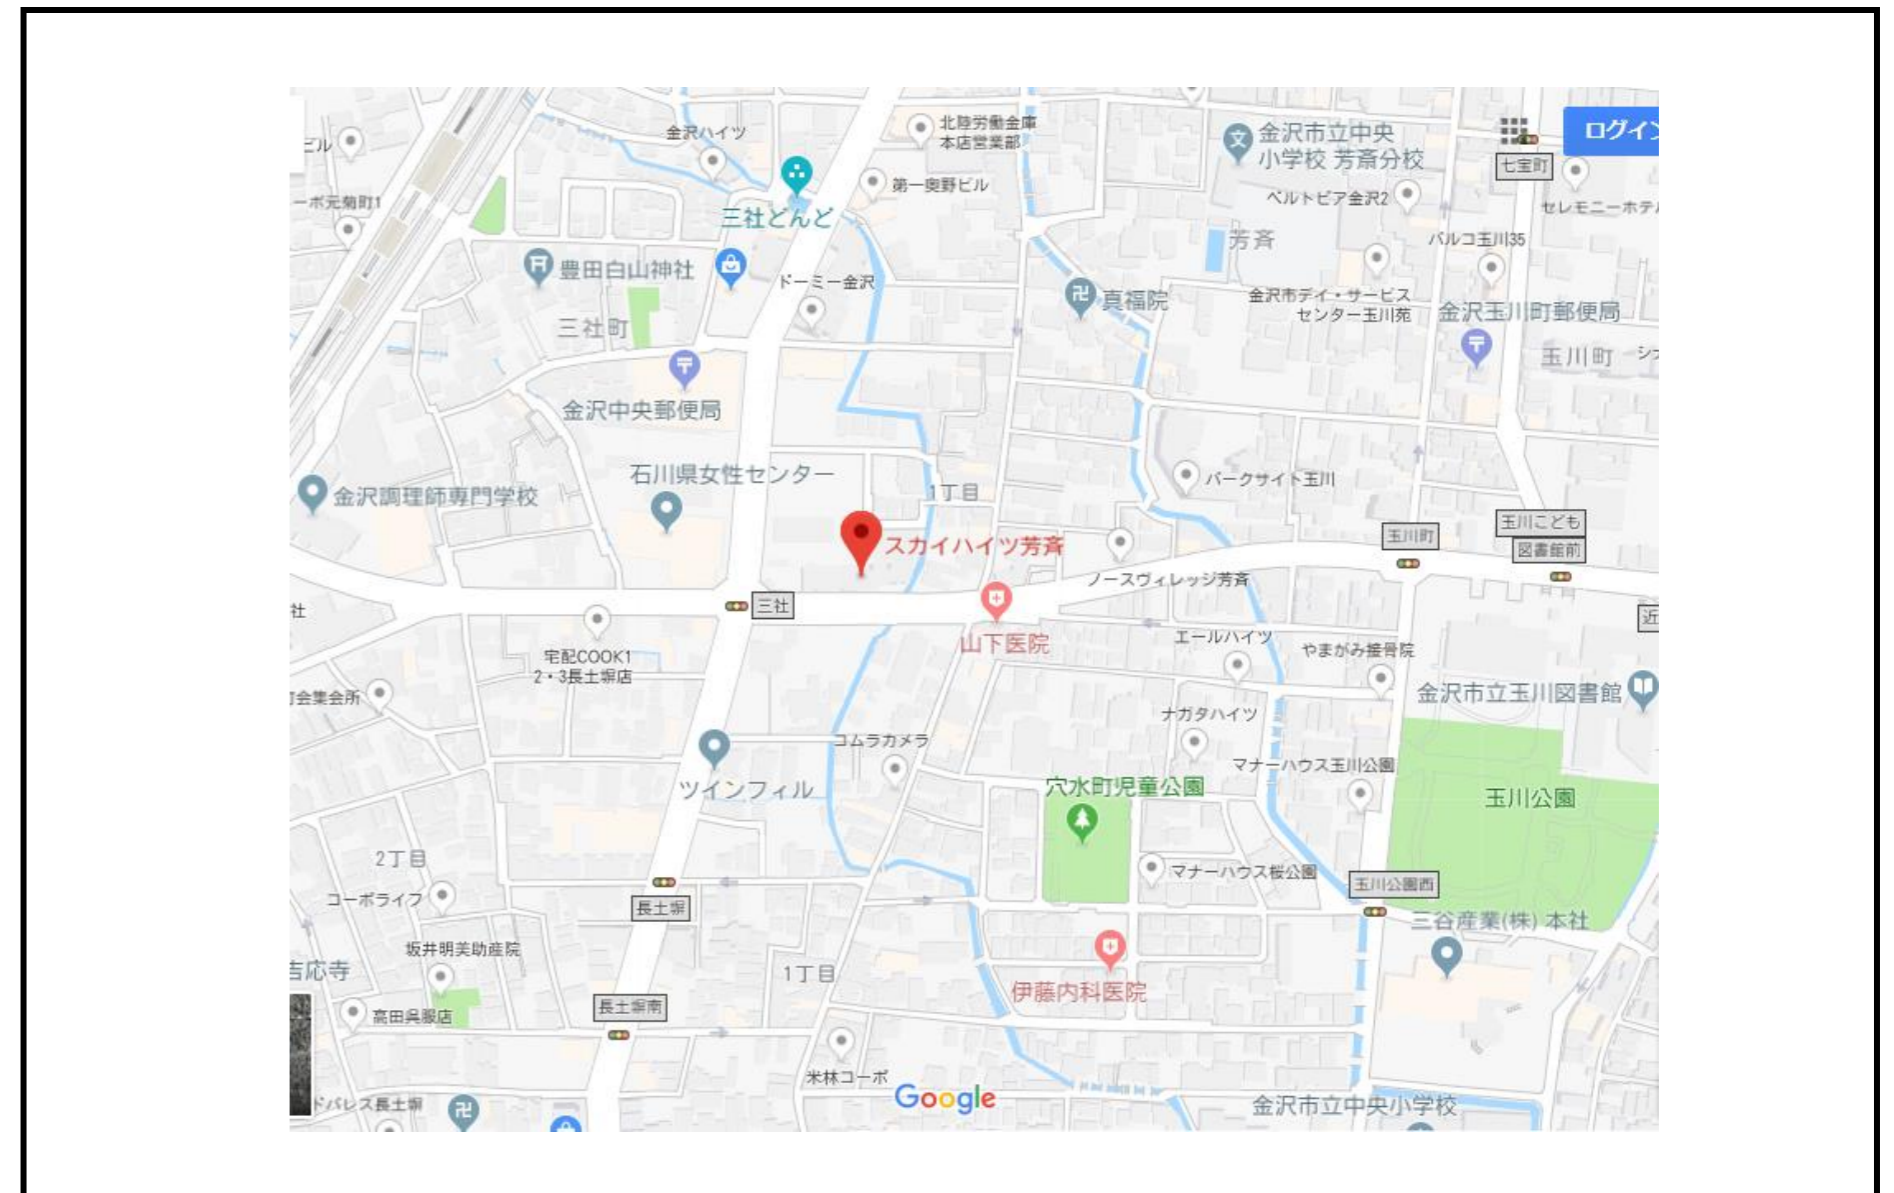 金沢ハイツ
北陸労働金庫
本店営業部
金沢市立中央
小学校 芳斎分校
ログイン
七宝町
ビル
第一奥野ビル
ベルトピア金沢2
セレモニーホテル
ーポ元菊町1
三社どんど
芳斉
パルコ玉川35
豊田白山神社
ドーミー金沢
真福院
金沢市デイ・サービス
センター玉川苑
金沢玉川町郵便局
三社町
玉川町
金沢中央郵便局
石川県女性センター
パークサイト玉川
金沢調理師専門学校
1丁目
玉川こども
図書館前
玉川町
スカイハイツ芳斉
ノースヴィレッジ芳斉
社
三社
近
山下医院
エールハイツ
やまがみ接骨院
宅配COOK1
2・3長土塀店
会集会所
金沢市立玉川図書館
ナガタハイツ
コムラカメラ
マナーハウス玉川公園
ツインフィル
穴水町児童公園
玉川公園
2丁目
マナーハウス桜公園
玉川公園西
コーポライフ
長土塀
三谷産業(株) 本社
坂井明美助産院
吉応寺
1丁目
伊藤内科医院
長土塀南
高田呉服店
米林コーポ
Google
ドパレス長土塀
金沢市立中央小学校